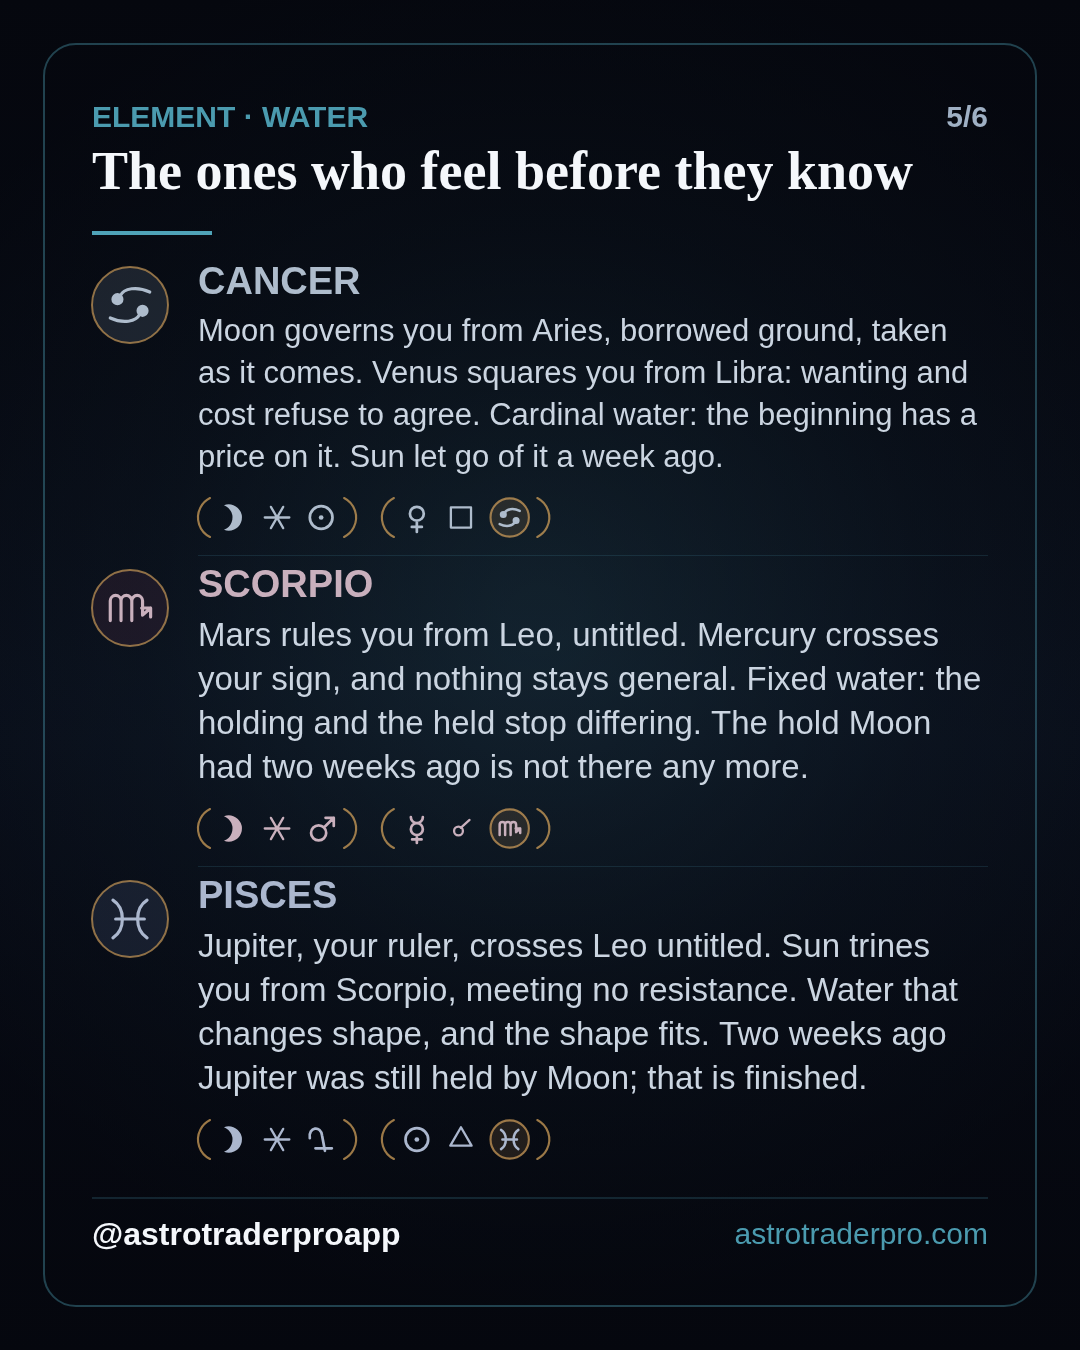 ELEMENT · WATER
5/6
The ones who feel before they know
CANCER
Moon governs you from Aries, borrowed ground, taken
as it comes. Venus squares you from Libra: wanting and
cost refuse to agree. Cardinal water: the beginning has a
price on it. Sun let go of it a week ago.
SCORPIO
Mars rules you from Leo, untitled. Mercury crosses
your sign, and nothing stays general. Fixed water: the
holding and the held stop differing. The hold Moon
had two weeks ago is not there any more.
PISCES
Jupiter, your ruler, crosses Leo untitled. Sun trines
you from Scorpio, meeting no resistance. Water that
changes shape, and the shape fits. Two weeks ago
Jupiter was still held by Moon; that is finished.
@astrotraderproapp
astrotraderpro.com